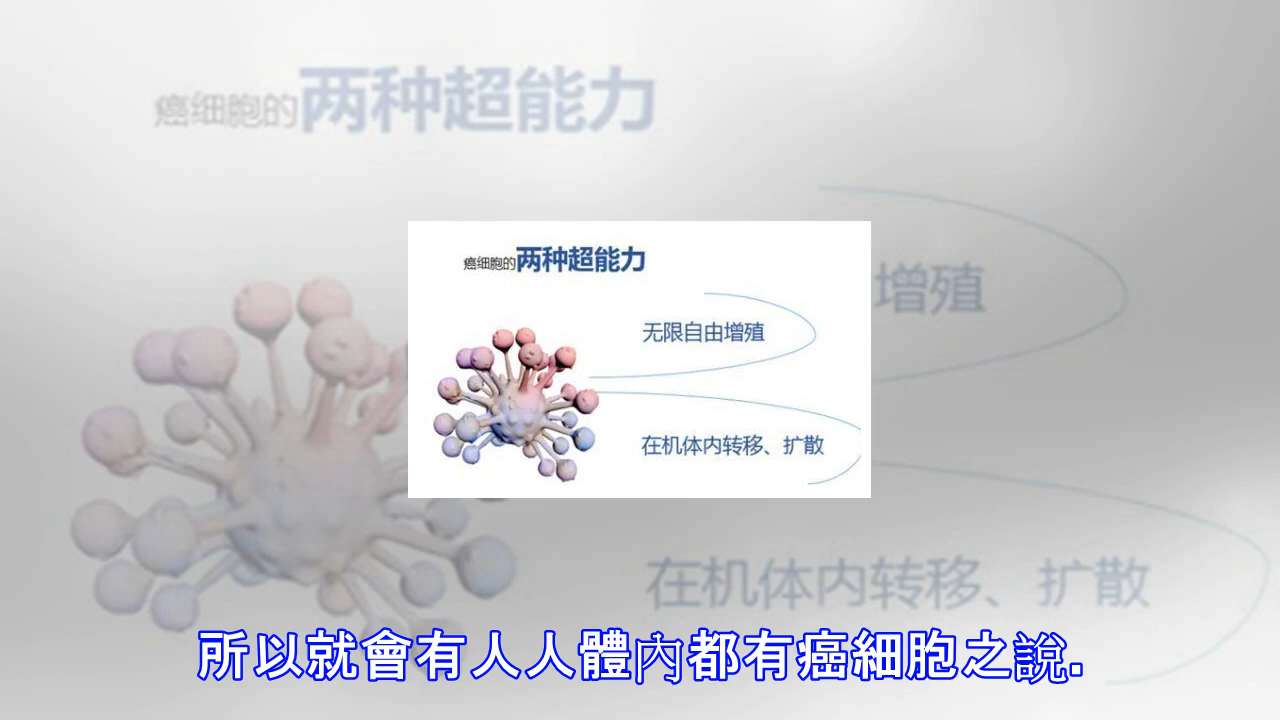 癌细胞的两种超能力
增殖
癌细胞的两种超能力
无限自由增殖
在机体内转移、扩散
在机体内转移、扩散
所以就會有人人體內都有癌細胞之說.